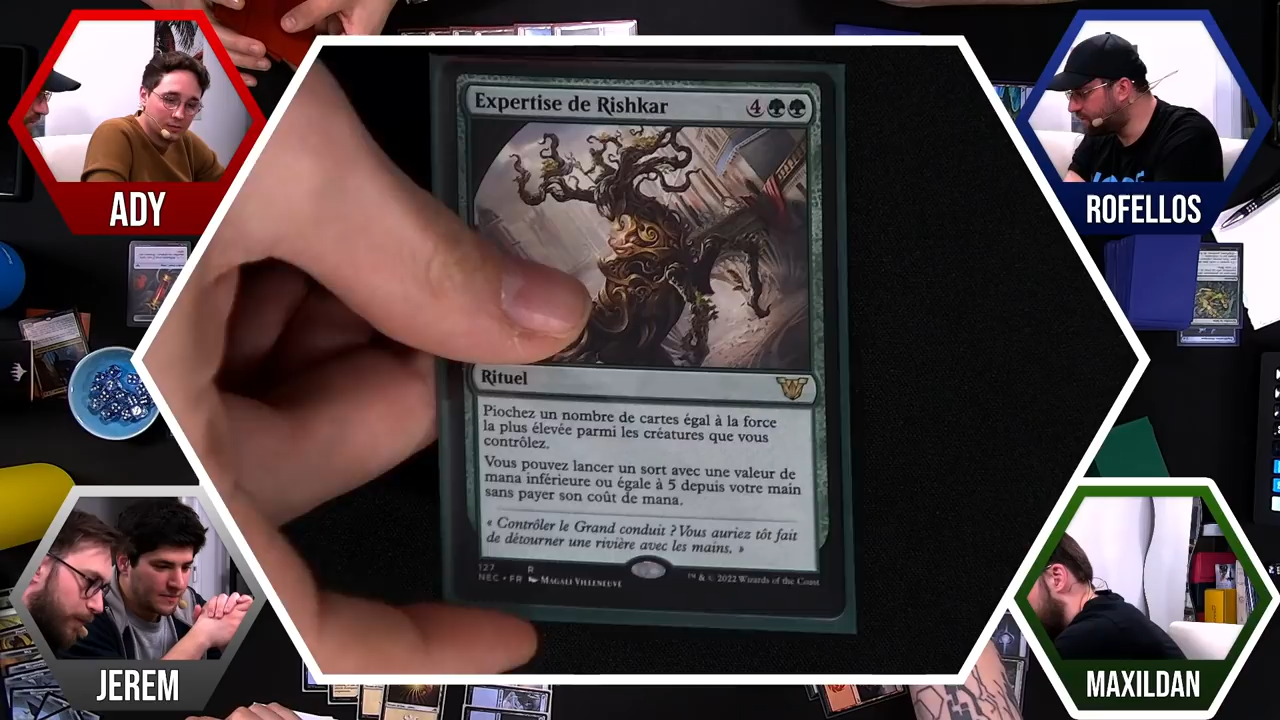 Expertise de Rishkar 4
Rituel
Piochez un nombre de cartes égal à la force
la plus élevée parmi les créatures que vous
contrôlez.
Vous pouvez lancer un sort avec une valeur de
mana inférieure ou égale à 5 depuis votre main
sans payer son coût de mana.
« Contrôler le Grand conduit ? Vous auriez tôt fait
de détourner une rivière avec les mains. »
127 R
NEC • FR MAGALI VILLENEUVE
™ & © 2022 Wizards of the Coast
ADY
ROFELLOS
JEREM
MAXILDAN